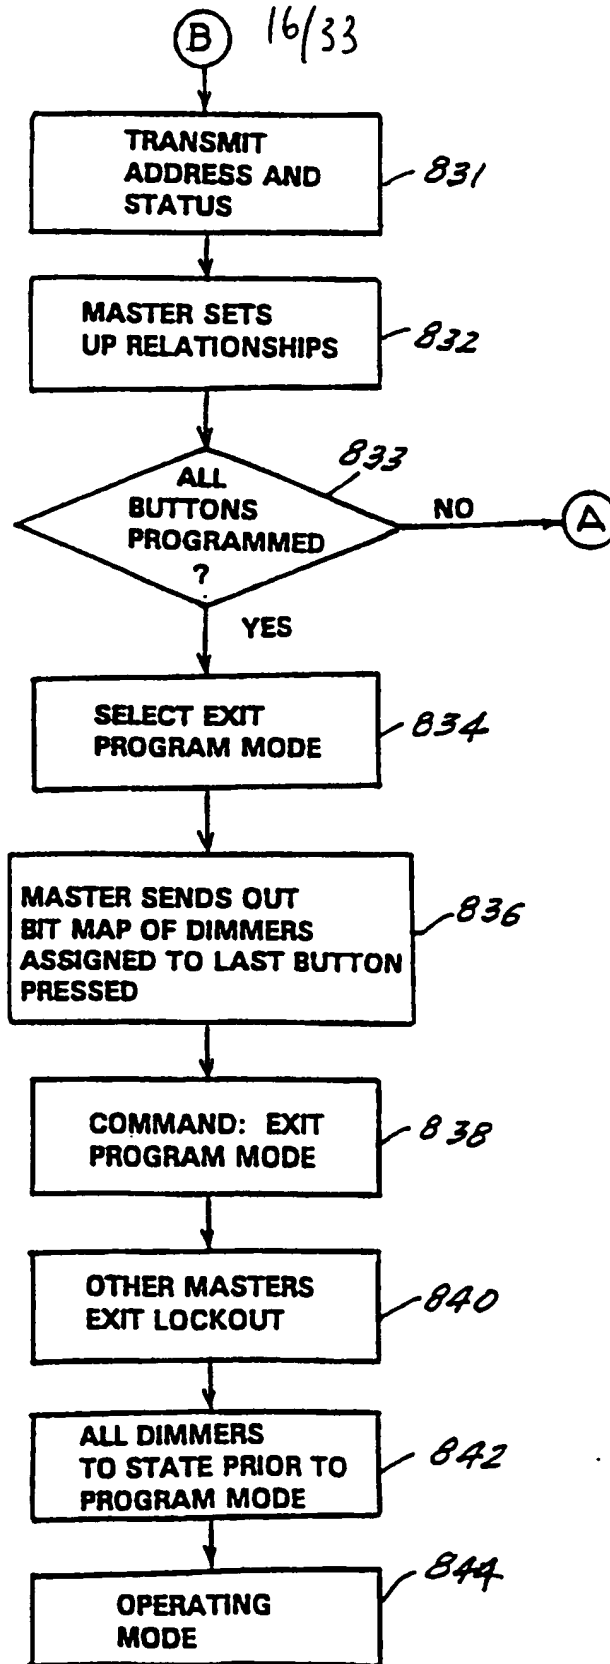 B 16/33
TRANSMIT
ADDRESS AND
STATUS
831
MASTER SETS
UP RELATIONSHIPS
832
833
ALL
BUTTONS
PROGRAMMED
?
NO
A
YES
SELECT EXIT
PROGRAM MODE
834
MASTER SENDS OUT
BIT MAP OF DIMMERS
ASSIGNED TO LAST BUTTON
PRESSED
836
COMMAND: EXIT
PROGRAM MODE
838
OTHER MASTERS
EXIT LOCKOUT
840
ALL DIMMERS
TO STATE PRIOR TO
PROGRAM MODE
842
OPERATING
MODE
844